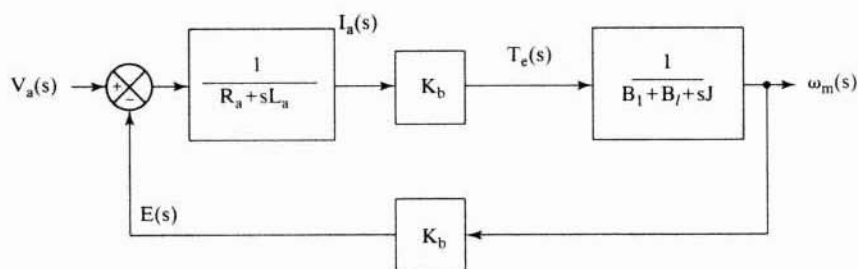 I_a(s)
V_a(s)
+
−
1
R_a+sL_a
K_b
T_e(s)
1
B_1+B_l+sJ
ω_m(s)
E(s)
K_b